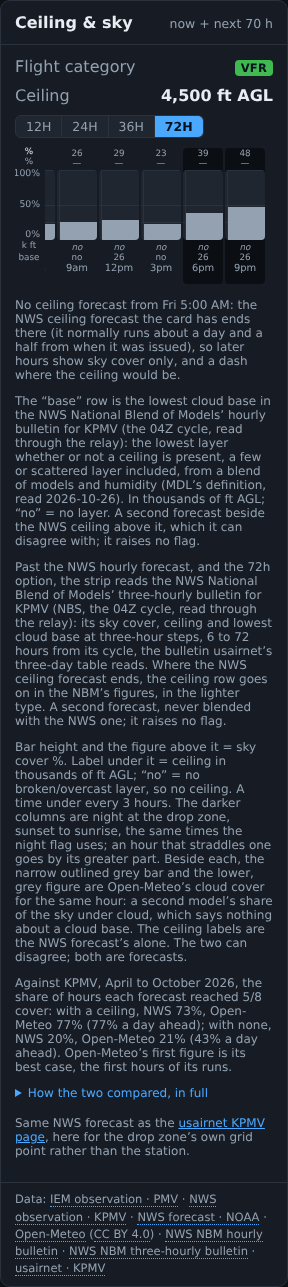 Ceiling & sky now + next 70 h
Flight category VFR
Ceiling 4,500 ft AGL
12H 24H 36H 72H
% 26 29 23 39 48
% — — — — —
100%
50%
0%
k ft no no no no no
base 26 26 26
9am 12pm 3pm 6pm 9pm
No ceiling forecast from Fri 5:00 AM: the
NWS ceiling forecast the card has ends
there (it normally runs about a day and a
half from when it was issued), so later
hours show sky cover only, and a dash
where the ceiling would be.
The “base” row is the lowest cloud base in
the NWS National Blend of Models’ hourly
bulletin for KPMV (the 04Z cycle, read
through the relay): the lowest layer
whether or not a ceiling is present, a few
or scattered layer included, from a blend
of models and humidity (MDL’s definition,
read 2026-10-26). In thousands of ft AGL;
“no” = no layer. A second forecast beside
the NWS ceiling above it, which it can
disagree with; it raises no flag.
Past the NWS hourly forecast, and the 72h
option, the strip reads the NWS National
Blend of Models’ three-hourly bulletin for
KPMV (NBS, the 04Z cycle, read through
the relay): its sky cover, ceiling and lowest
cloud base at three-hour steps, 6 to 72
hours from its cycle, the bulletin usairnet’s
three-day table reads. Where the NWS
ceiling forecast ends, the ceiling row goes
on in the NBM’s figures, in the lighter
type. A second forecast, never blended
with the NWS one; it raises no flag.
Bar height and the figure above it = sky
cover %. Label under it = ceiling in
thousands of ft AGL; “no” = no
broken/overcast layer, so no ceiling. A
time under every 3 hours. The darker
columns are night at the drop zone,
sunset to sunrise, the same times the
night flag uses; an hour that straddles one
goes by its greater part. Beside each, the
narrow outlined grey bar and the lower,
grey figure are Open-Meteo’s cloud cover
for the same hour: a second model’s share
of the sky under cloud, which says nothing
about a cloud base. The ceiling labels are
the NWS forecast’s alone. The two can
disagree; both are forecasts.
Against KPMV, April to October 2026, the
share of hours each forecast reached 5/8
cover: with a ceiling, NWS 73%, Open-
Meteo 77% (77% a day ahead); with none,
NWS 20%, Open-Meteo 21% (43% a day
ahead). Open-Meteo’s first figure is its
best case, the first hours of its runs.
▶ How the two compared, in full
Same NWS forecast as the usairnet KPMV
page, here for the drop zone’s own grid
point rather than the station.
Data: IEM observation · PMV · NWS
observation · KPMV · NWS forecast · NOAA ·
Open-Meteo (CC BY 4.0) · NWS NBM hourly
bulletin · NWS NBM three-hourly bulletin ·
usairnet · KPMV